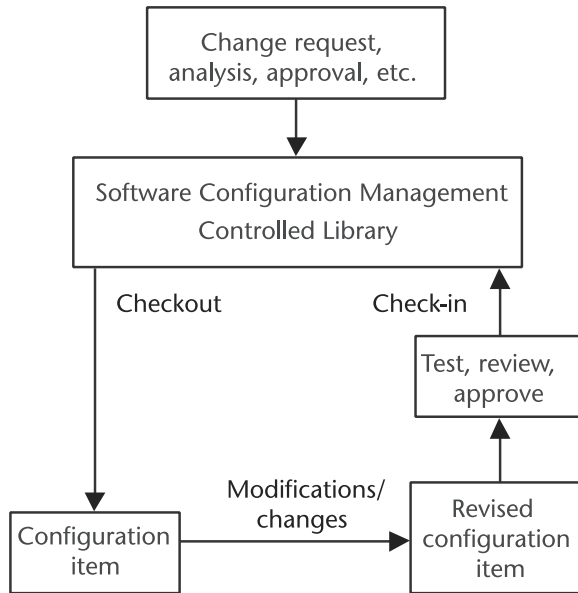 Change request,
analysis, approval, etc.
Software Configuration Management
Controlled Library
Checkout
Check-in
Test, review,
approve
Modifications/
changes
Configuration
item
Revised
configuration
item